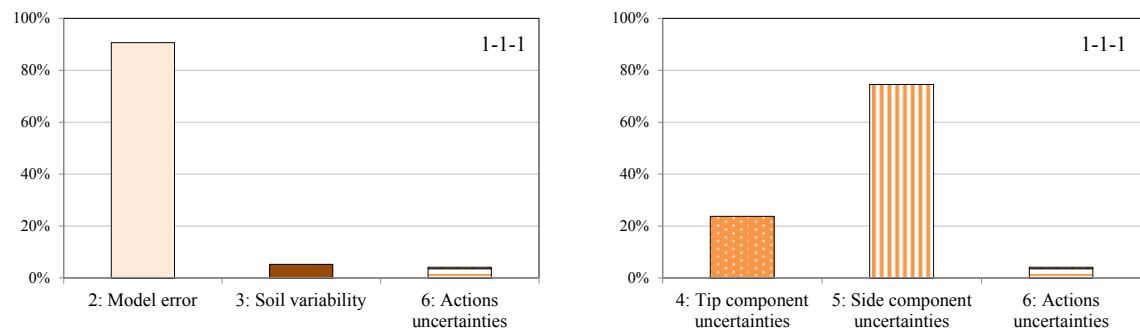 100%
80%
60%
40%
20%
0%
1-1-1
2: Model error
3: Soil variability
6: Actions
uncertainties
100%
80%
60%
40%
20%
0%
1-1-1
4: Tip component
uncertainties
5: Side component
uncertainties
6: Actions
uncertainties